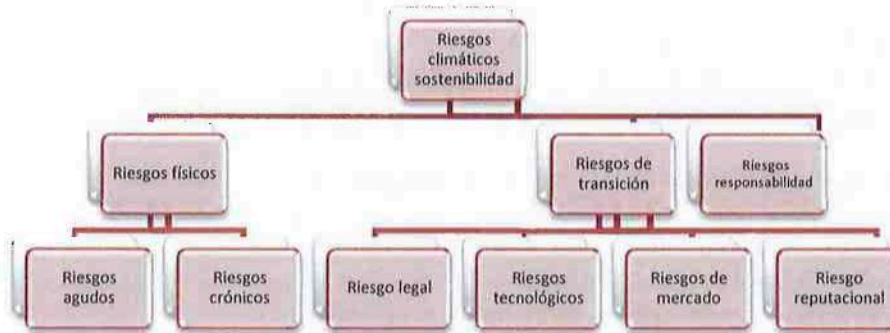 Riesgos
climáticos
sostenibilidad
Riesgos físicos
Riesgos de
transición
Riesgos
responsabilidad
Riesgos
agudos
Riesgos
crónicos
Riesgo legal
Riesgos
tecnológicos
Riesgos de
mercado
Riesgo
reputacional